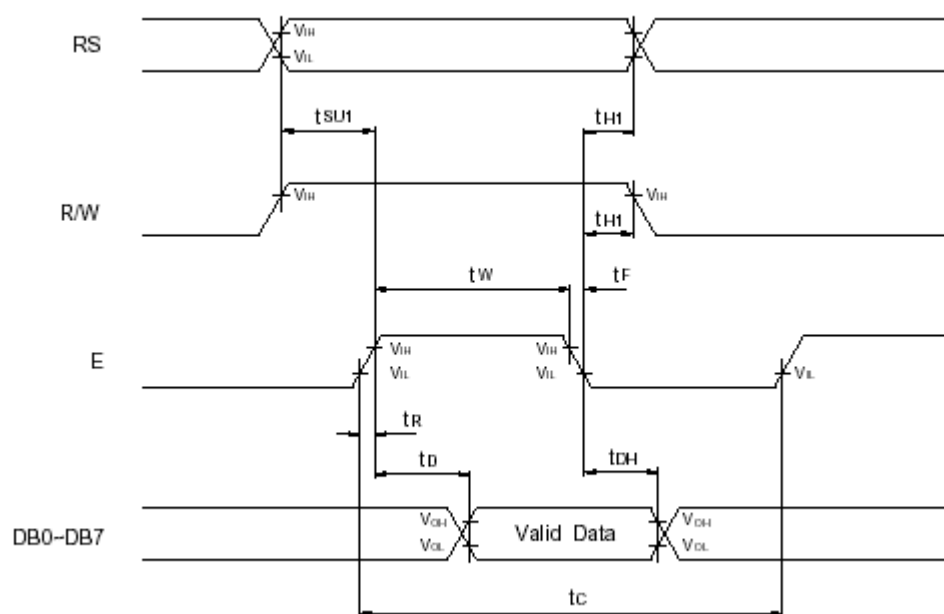 RS
VIH
VIL
tSU1
tH1
R/W
VIH
VIH
tH1
tW
tF
E
VIH
VIH
VIL
VIL
VIL
tR
tD
tDH
DB0~DB7
VOH
VOL
Valid Data
VOH
VOL
tC